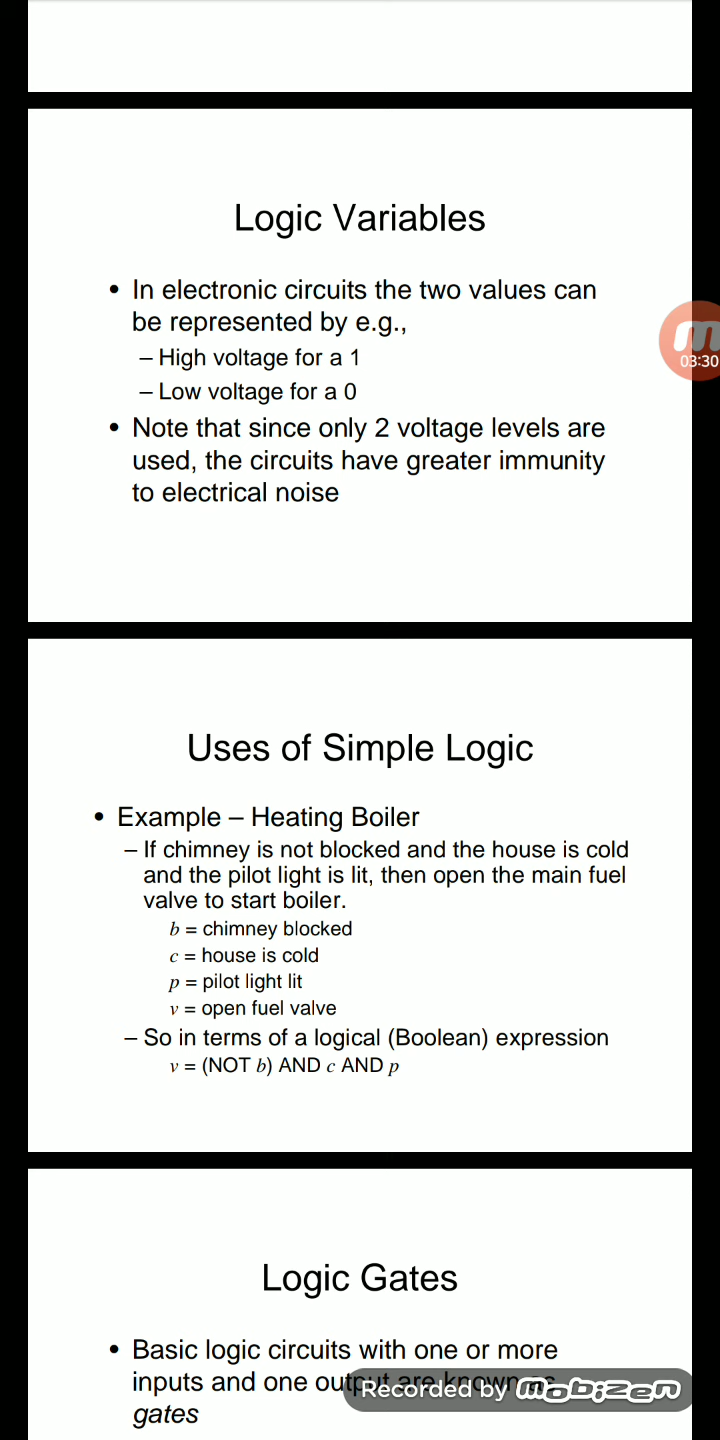 Logic Variables
• In electronic circuits the two values can
be represented by e.g.,
– High voltage for a 1
– Low voltage for a 0
• Note that since only 2 voltage levels are
used, the circuits have greater immunity
to electrical noise
m
03:30
Uses of Simple Logic
• Example – Heating Boiler
– If chimney is not blocked and the house is cold
and the pilot light is lit, then open the main fuel
valve to start boiler.
b = chimney blocked
c = house is cold
p = pilot light lit
v = open fuel valve
– So in terms of a logical (Boolean) expression
v = (NOT b) AND c AND p
Logic Gates
• Basic logic circuits with one or more
inputs and one output are known as
gates
Recorded by mobizen